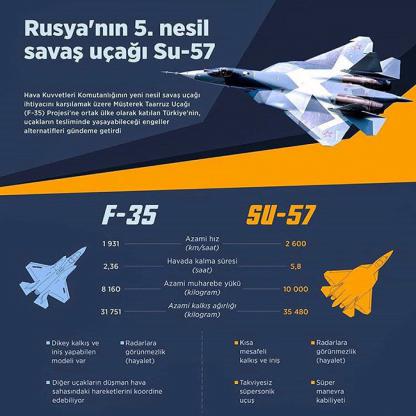 Rusya'nın 5. nesil
savaş uçağı Su-57
Hava Kuvvetleri Komutanlığının yeni nesil savaş uçağı
ihtiyacını karşılamak üzere Müşterek Taarruz Uçağı
(F-35) Projesi'ne ortak ülke olarak katılan Türkiye'nin,
uçakların tesliminde yaşayabileceği engeller
alternatifleri gündeme getirdi
F-35 SU-57
1 931 Azami hız 2 600
(km/saat)
2,36 Havada kalma süresi 5,8
(saat)
8 160 Azami muharebe yükü 10 000
(kilogram)
31 751 Azami kalkış ağırlığı 35 480
(kilogram)
Dikey kalkış ve
iniş yapabilen
modeli var
Radarlara
görünmezlik
(hayalet)
Diğer uçakların düşman hava
sahasındaki hareketlerini koordine
edebiliyor
Kısa
mesafeli
kalkış ve iniş
Radarlara
görünmezlik
(hayalet)
Takviyesiz
süpersonik
uçuş
Süper
manevra
kabiliyeti